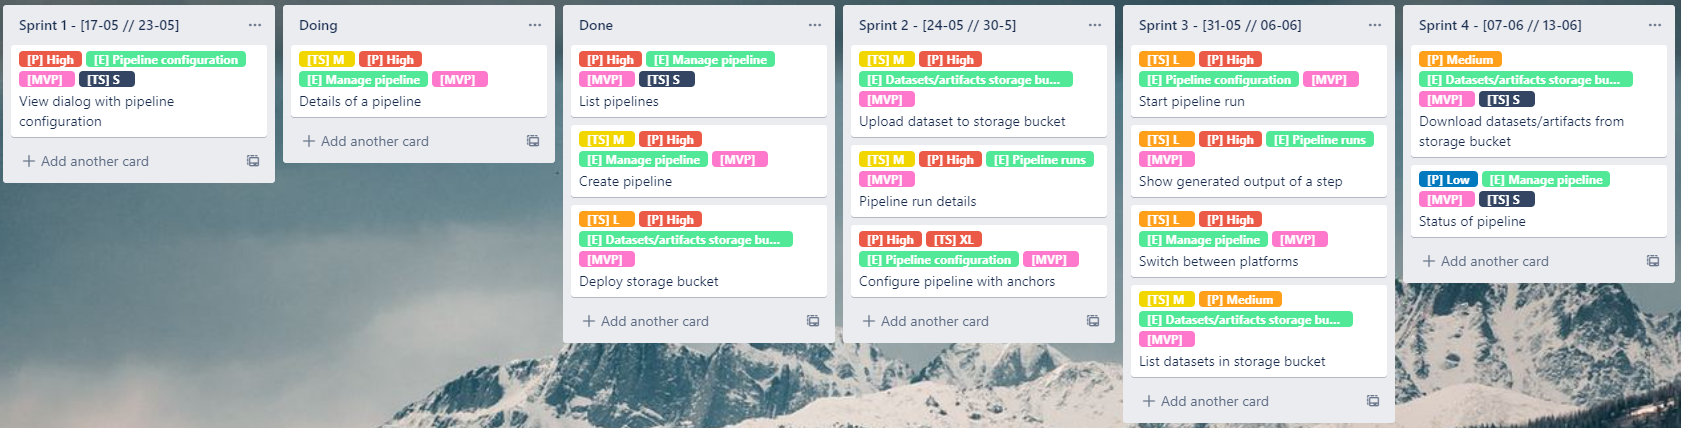 Sprint 1 - [17-05 // 23-05]
[P] High [E] Pipeline configuration
[MVP] [TS] S
View dialog with pipeline
configuration
Add another card
Doing
[TS] M [P] High
[E] Manage pipeline [MVP]
Details of a pipeline
Add another card
Done
[P] High [E] Manage pipeline
[MVP] [TS] S
List pipelines
[TS] M [P] High
[E] Manage pipeline [MVP]
Create pipeline
[TS] L [P] High
[E] Datasets/artifacts storage bu...
[MVP]
Deploy storage bucket
Add another card
Sprint 2 - [24-05 // 30-5]
[TS] M [P] High
[E] Datasets/artifacts storage bu...
[MVP]
Upload dataset to storage bucket
[TS] M [P] High [E] Pipeline runs
[MVP]
Pipeline run details
[P] High [TS] XL
[E] Pipeline configuration [MVP]
Configure pipeline with anchors
Add another card
Sprint 3 - [31-05 // 06-06]
[TS] L [P] High
[E] Pipeline configuration [MVP]
Start pipeline run
[TS] L [P] High [E] Pipeline runs
[MVP]
Show generated output of a step
[TS] L [P] High
[E] Manage pipeline [MVP]
Switch between platforms
[TS] M [P] Medium
[E] Datasets/artifacts storage bu...
[MVP]
List datasets in storage bucket
Add another card
Sprint 4 - [07-06 // 13-06]
[P] Medium
[E] Datasets/artifacts storage bu...
[MVP] [TS] S
Download datasets/artifacts from
storage bucket
[P] Low [E] Manage pipeline
[MVP] [TS] S
Status of pipeline
Add another card